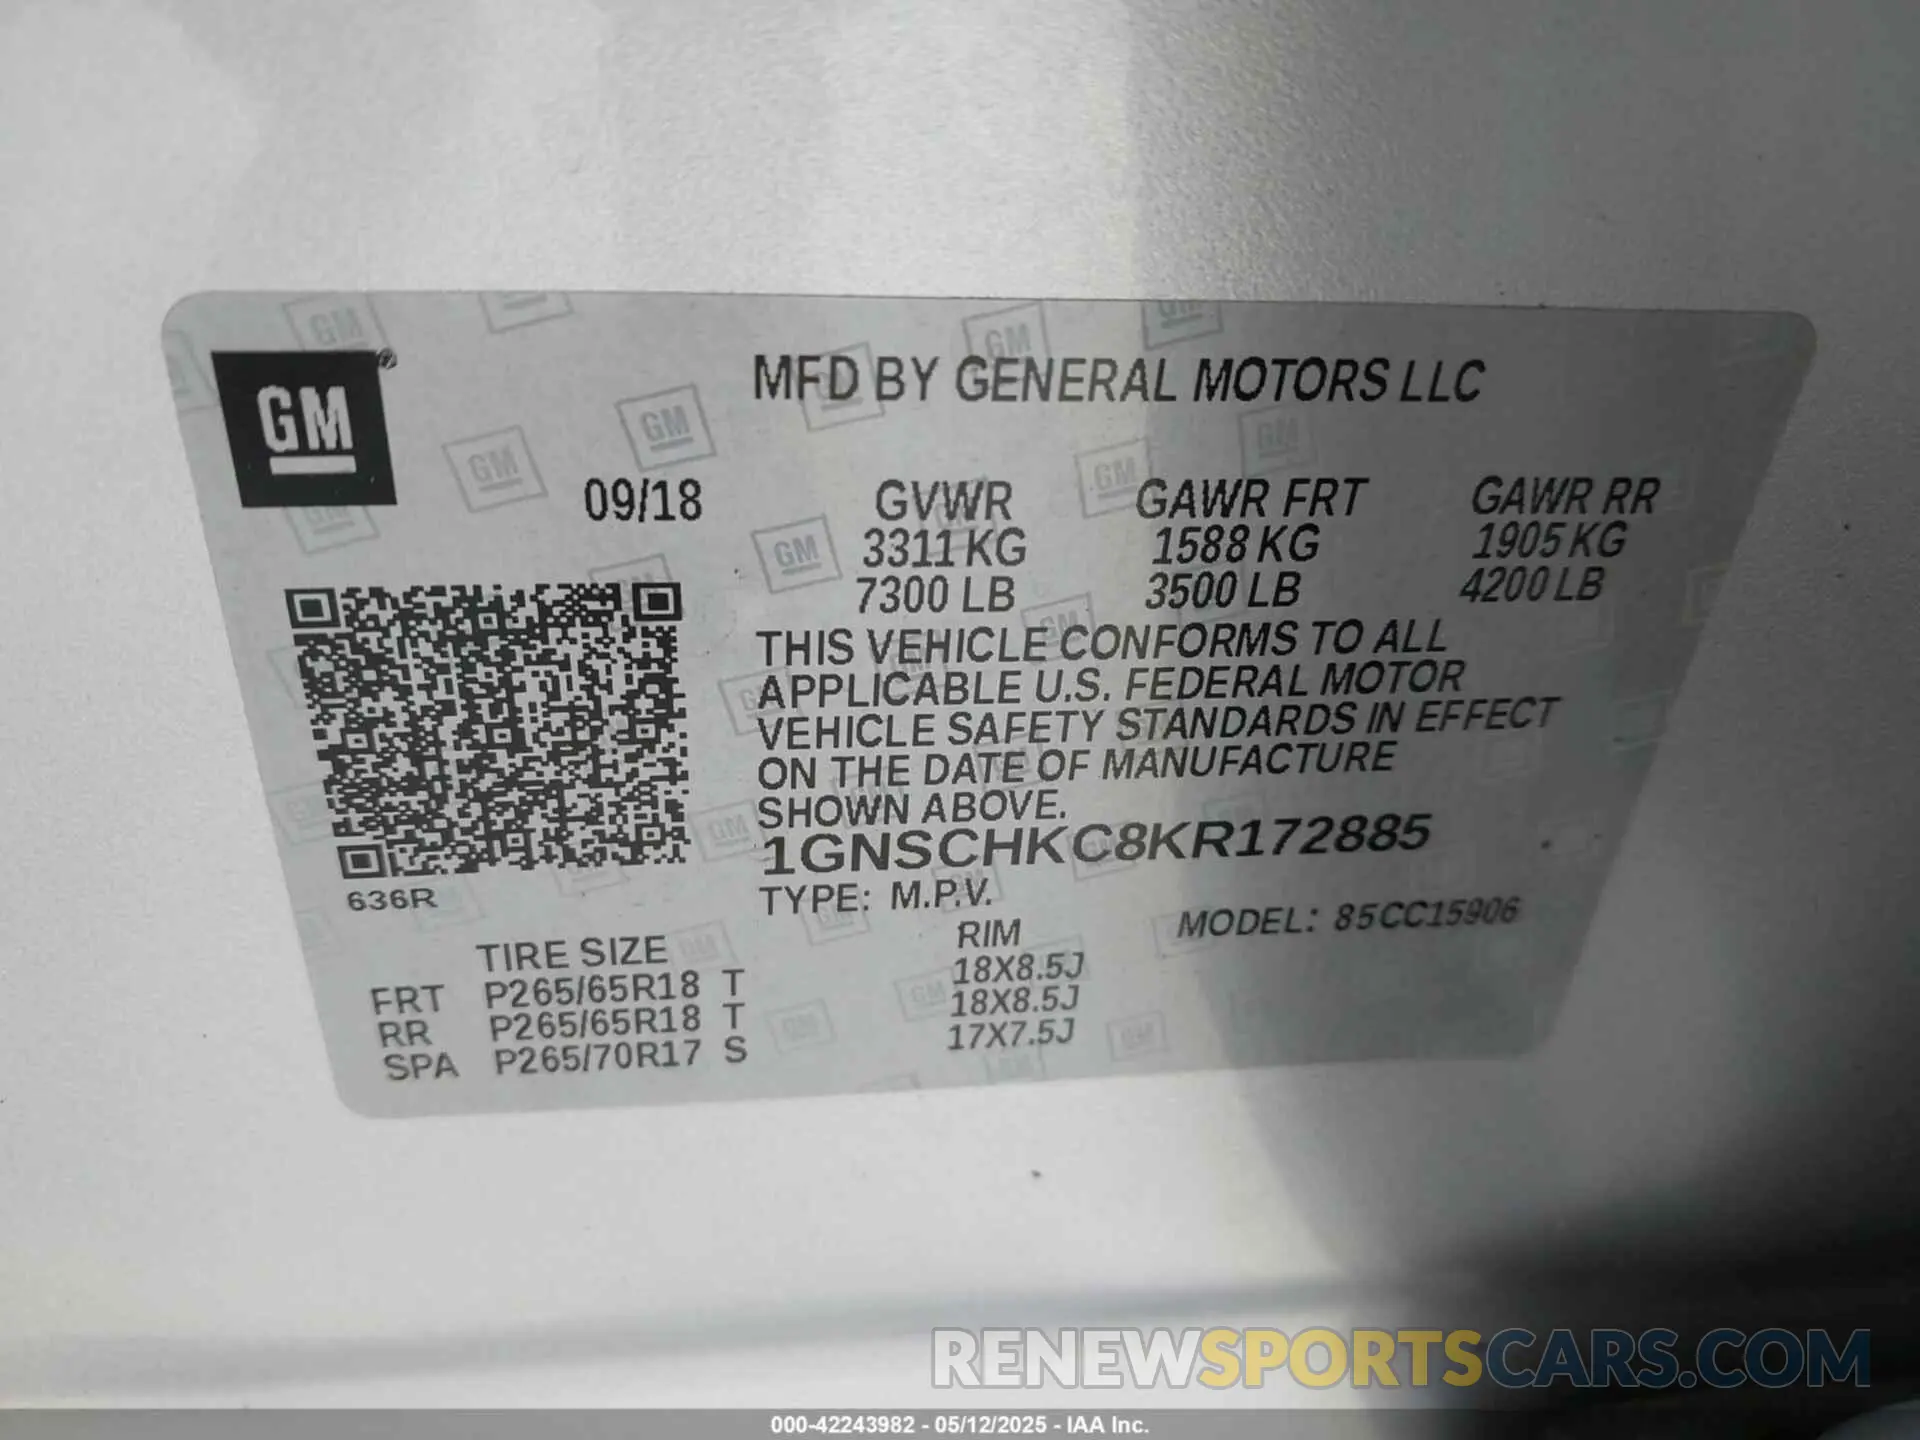 MFD BY GENERAL MOTORS LLC
GM
®
09/18
GVWR GAWR FRT GAWR RR
3311 KG 1588 KG 1905 KG
7300 LB 3500 LB 4200 LB
THIS VEHICLE CONFORMS TO ALL
APPLICABLE U.S. FEDERAL MOTOR
VEHICLE SAFETY STANDARDS IN EFFECT
ON THE DATE OF MANUFACTURE
SHOWN ABOVE.
1GNSCHKC8KR172885
636R
TYPE: M.P.V. MODEL: 85CC15906
TIRE SIZE RIM
FRT P265/65R18 T 18X8.5J
RR P265/65R18 T 18X8.5J
SPA P265/70R17 S 17X7.5J
RENEWSPORTSCARS.COM
000-42243982 - 05/12/2025 - IAA Inc.